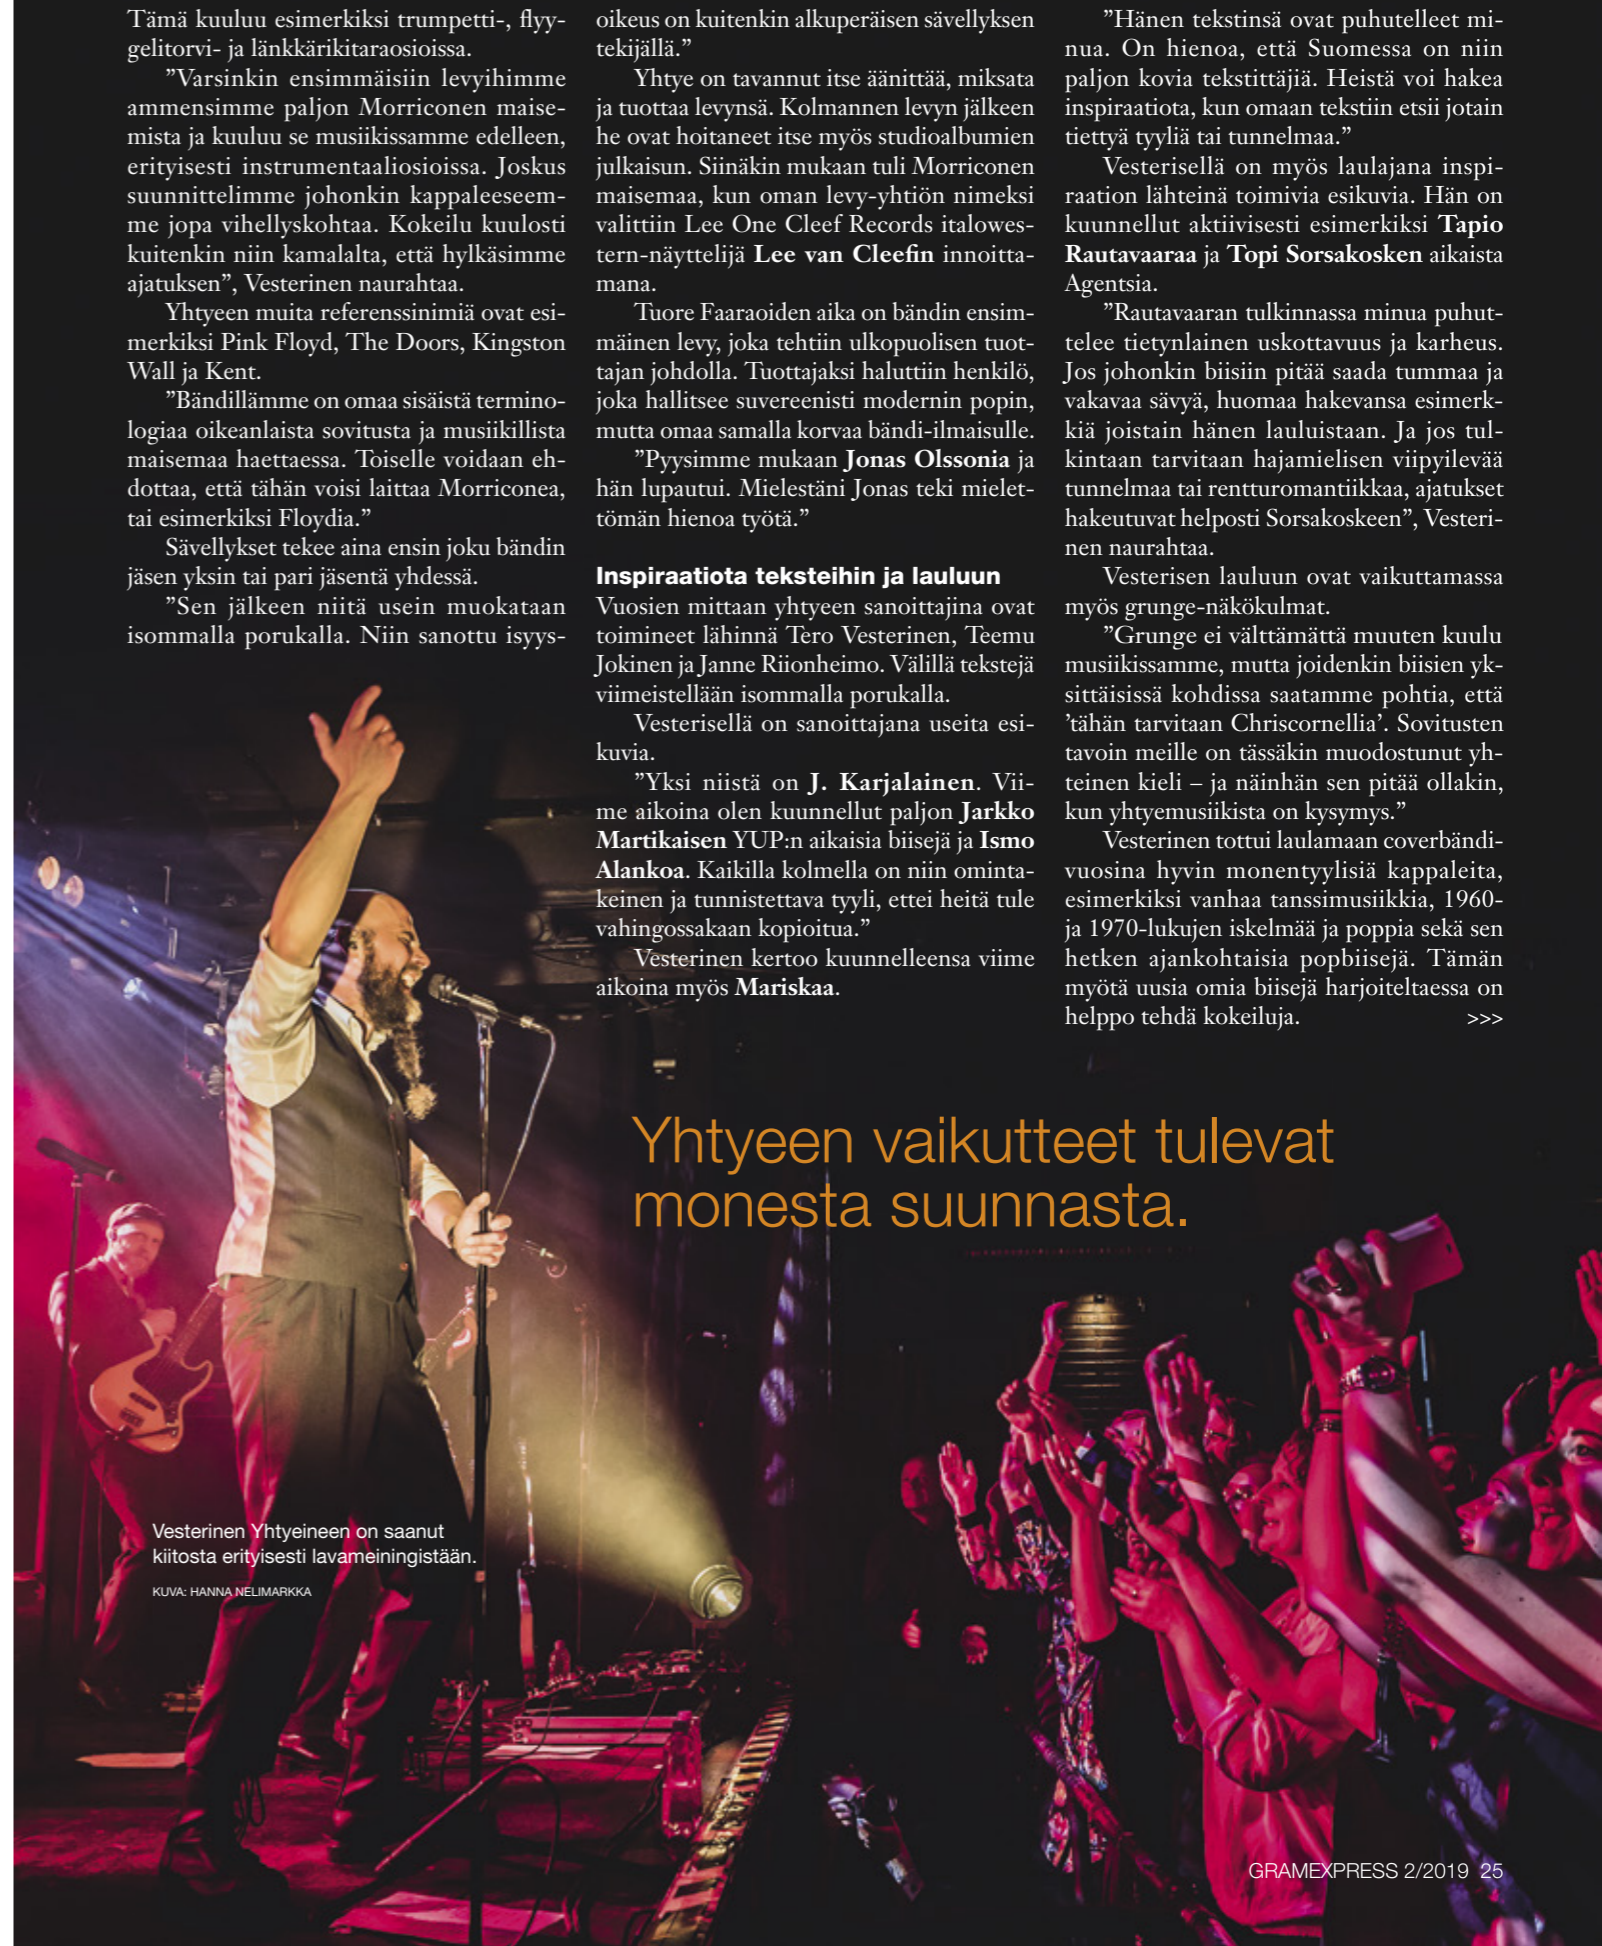 Tämä kuuluu esimerkiksi trumpetti-, flyy-
gelitorvi- ja länkkärikitaraosioissa.
”Varsinkin ensimmäisiin levyihimme
ammensimme paljon Morriconen maise-
mista ja kuuluu se musiikissamme edelleen,
erityisesti instrumentaaliosioissa. Joskus
suunnittelimme johonkin kappaleeseem-
me jopa vihellyskohtaa. Kokeilu kuulosti
kuitenkin niin kamalalta, että hylkäsimme
ajatuksen”, Vesterinen naurahtaa.
Yhtyeen muita referenssinimiä ovat esi-
merkiksi Pink Floyd, The Doors, Kingston
Wall ja Kent.
”Bändillämme on omaa sisäistä termino-
logiaa oikeanlaista sovitusta ja musiikillista
maisemaa haettaessa. Toiselle voidaan eh-
dottaa, että tähän voisi laittaa Morriconea,
tai esimerkiksi Floydia.”
Sävellykset tekee aina ensin joku bändin
jäsen yksin tai pari jäsentä yhdessä.
”Sen jälkeen niitä usein muokataan
isommalla porukalla. Niin sanottu isyys-
oikeus on kuitenkin alkuperäisen sävellyksen
tekijällä.”
Yhtye on tavannut itse äänittää, miksata
ja tuottaa levynsä. Kolmannen levyn jälkeen
he ovat hoitaneet itse myös studioalbumien
julkaisun. Siinäkin mukaan tuli Morriconen
maisemaa, kun oman levy-yhtiön nimeksi
valittiin Lee One Cleef Records italowes-
tern-näyttelijä Lee van Cleefin innoitta-
mana.
Tuore Faaraoiden aika on bändin ensim-
mäinen levy, joka tehtiin ulkopuolisen tuot-
tajan johdolla. Tuottajaksi haluttiin henkilö,
joka hallitsee suvereenisti modernin popin,
mutta omaa samalla korvaa bändi-ilmaisulle.
”Pyysimme mukaan Jonas Olssonia ja
hän lupautui. Mielestäni Jonas teki mielet-
tömän hienoa työtä.”
Inspiraatiota teksteihin ja lauluun
Vuosien mittaan yhtyeen sanoittajina ovat
toimineet lähinnä Tero Vesterinen, Teemu
Jokinen ja Janne Riionheimo. Välillä tekstejä
viimeistellään isommalla porukalla.
Vesterisellä on sanoittajana useita esi-
kuvia.
”Yksi niistä on J. Karjalainen. Vii-
me aikoina olen kuunnellut paljon Jarkko
Martikaisen YUP:n aikaisia biisejä ja Ismo
Alankoa. Kaikilla kolmella on niin ominta-
keinen ja tunnistettava tyyli, ettei heitä tule
vahingossakaan kopioitua.”
Vesterinen kertoo kuunnelleensa viime
aikoina myös Mariskaa.
”Hänen tekstinsä ovat puhutelleet mi-
nua. On hienoa, että Suomessa on niin
paljon kovia tekstittäjiä. Heistä voi hakea
inspiraatiota, kun omaan tekstiin etsii jotain
tiettyä tyyliä tai tunnelmaa.”
Vesterisellä on myös laulajana inspi-
raation lähteinä toimivia esikuvia. Hän on
kuunnellut aktiivisesti esimerkiksi Tapio
Rautavaaraa ja Topi Sorsakosken aikaista
Agentsia.
”Rautavaaran tulkinnassa minua puhut-
telee tietynlainen uskottavuus ja karheus.
Jos johonkin biisiin pitää saada tummaa ja
vakavaa sävyä, huomaa hakevansa esimerk-
kiä joistain hänen lauluistaan. Ja jos tul-
kintaan tarvitaan hajamielisen viipyilevää
tunnelmaa tai rentturomantiikkaa, ajatukset
hakeutuvat helposti Sorsakoskeen”, Vesteri-
nen naurahtaa.
Vesterisen lauluun ovat vaikuttamassa
myös grunge-näkökulmat.
”Grunge ei välttämättä muuten kuulu
musiikissamme, mutta joidenkin biisien yk-
sittäisissä kohdissa saatamme pohtia, että
’tähän tarvitaan Chriscornellia’. Sovitusten
tavoin meille on tässäkin muodostunut yh-
teinen kieli – ja näinhän sen pitää ollakin,
kun yhtyemusiikista on kysymys.”
Vesterinen tottui laulamaan coverbändi-
vuosina hyvin monentyylisiä kappaleita,
esimerkiksi vanhaa tanssimusiikkia, 1960-
ja 1970-lukujen iskelmää ja poppia sekä sen
hetken ajankohtaisia popbiisejä. Tämän
myötä uusia omia biisejä harjoiteltaessa on
helppo tehdä kokeiluja. >>>
Yhtyeen vaikutteet tulevat
monesta suunnasta.
Vesterinen Yhtyeineen on saanut
kiitosta erityisesti lavameiningistään.
KUVA: HANNA NELIMARKKA
GRAMEXPRESS 2/2019 25